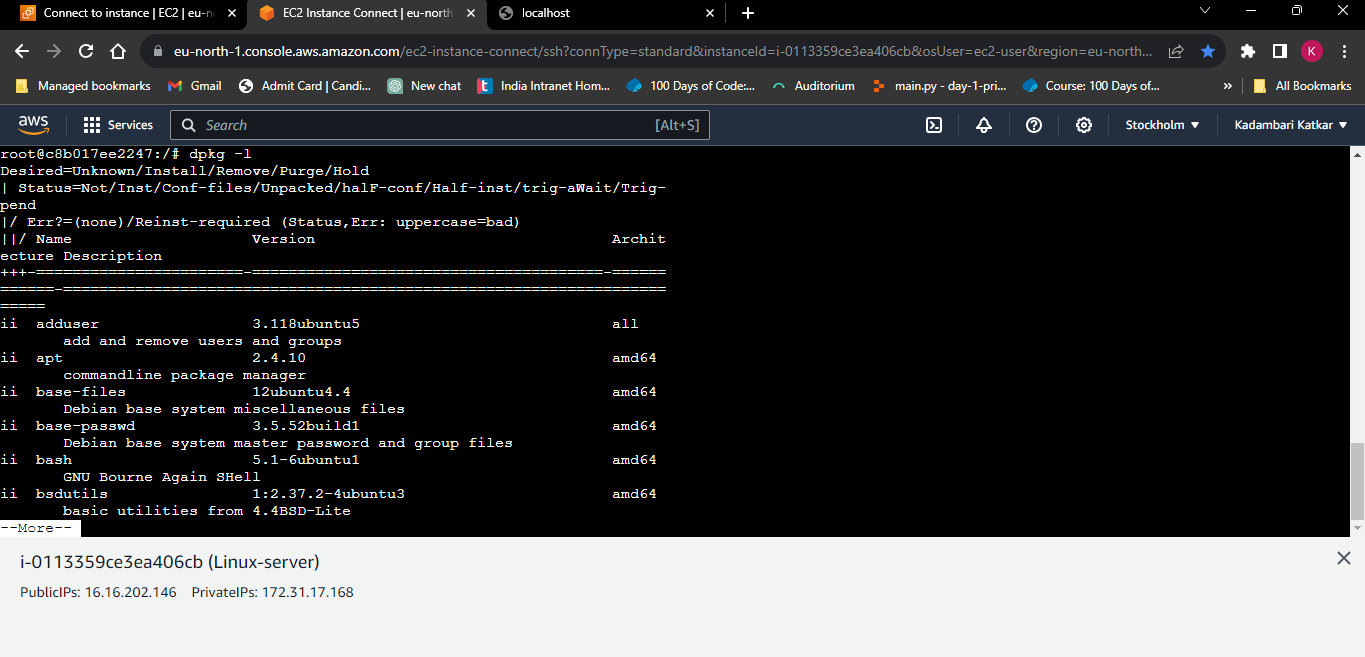 Connect to instance | EC2 | eu-n
EC2 Instance Connect | eu-north
localhost
eu-north-1.console.aws.amazon.com/ec2-instance-connect/ssh?connType=standard&instanceId=i-0113359ce3ea406cb&osUser=ec2-user&region=eu-north...
K
Managed bookmarks
Gmail
Admit Card | Candi...
New chat
India Intranet Hom...
100 Days of Code:...
Auditorium
main.py - day-1-pri...
Course: 100 Days of...
»
All Bookmarks
aws
Services
Search
[Alt+S]
Stockholm
Kadambari Katkar
root@c8b017ee2247:/# dpkg -l
Desired=Unknown/Install/Remove/Purge/Hold
| Status=Not/Inst/Conf-files/Unpacked/halF-conf/Half-inst/trig-aWait/Trig-
pend
|/ Err?=(none)/Reinst-required (Status,Err: uppercase=bad)
||/ Name                    Version                                 Archit
ecture Description
+++-=======================-=======================================-======
======-===================================================================
=====
ii  adduser                 3.118ubuntu5                            all
       add and remove users and groups
ii  apt                     2.4.10                                  amd64
       commandline package manager
ii  base-files              12ubuntu4.4                             amd64
       Debian base system miscellaneous files
ii  base-passwd             3.5.52build1                            amd64
       Debian base system master password and group files
ii  bash                    5.1-6ubuntu1                            amd64
       GNU Bourne Again SHell
ii  bsdutils                1:2.37.2-4ubuntu3                       amd64
       basic utilities from 4.4BSD-Lite
--More--
i-0113359ce3ea406cb (Linux-server)
PublicIPs: 16.16.202.146    PrivateIPs: 172.31.17.168